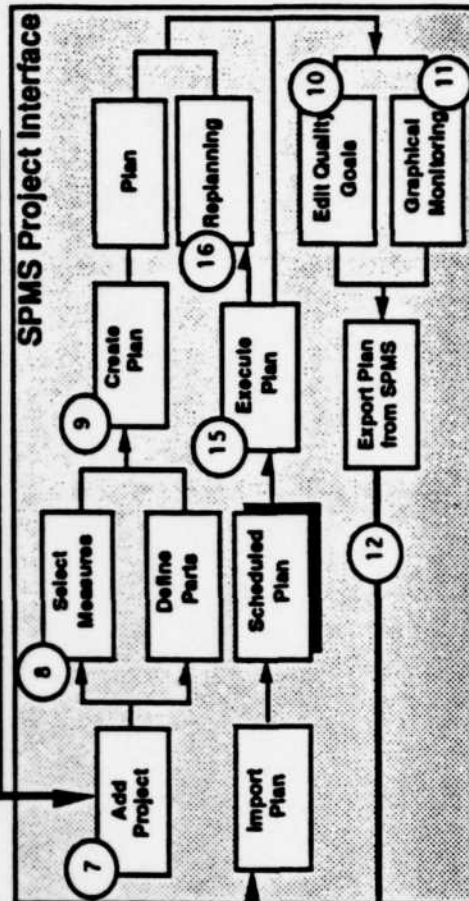 SPMS Project Interface
7
Add
Project
8
Select
Measures
Define
Parts
9
Create
Plan
Plan
16
Replanning
Import
Plan
Scheduled
Plan
15
Execute
Plan
10
Edit Quality
Goals
11
Graphical
Monitoring
Export Plan
from SPMS
12